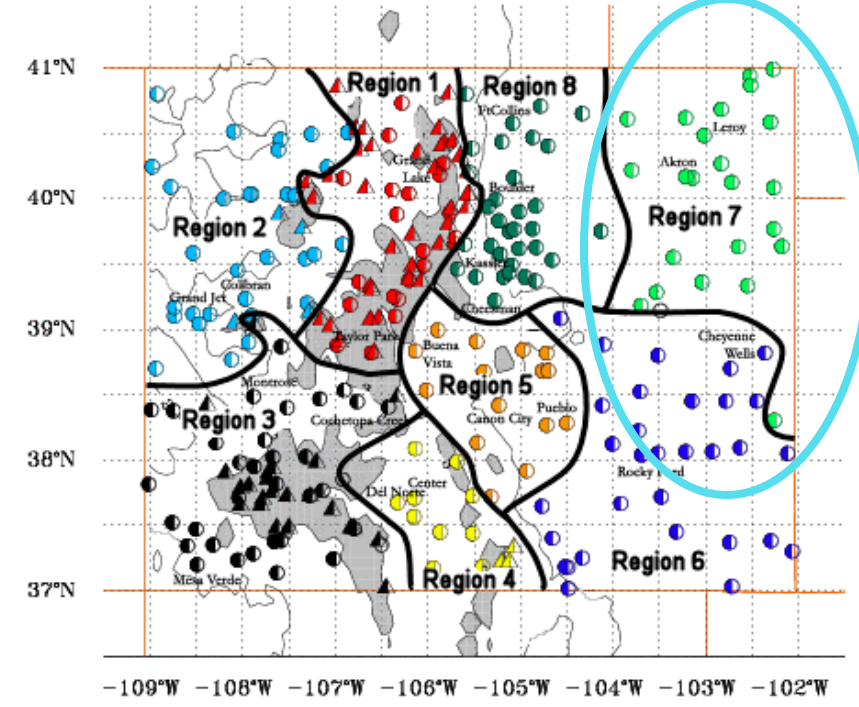 41°N
Region 1
Region 8
FtCollins
Leroy
Grand
Lake
Akron
40°N
Boulder
Region 2
Region 7
Kassler
Collbran
Grand Jct
Cheesman
39°N
Taylor Park
Buena
Vista
Cheyenne
Wells
Montrose
Region 5
Region 3
Cochetopa Creek
Canon City
Pueblo
38°N
Rocky Ford
Del Norte
Center
Region 6
Mesa Verde
Region 4
37°N
-109°W -108°W -107°W -106°W -105°W -104°W -103°W -102°W